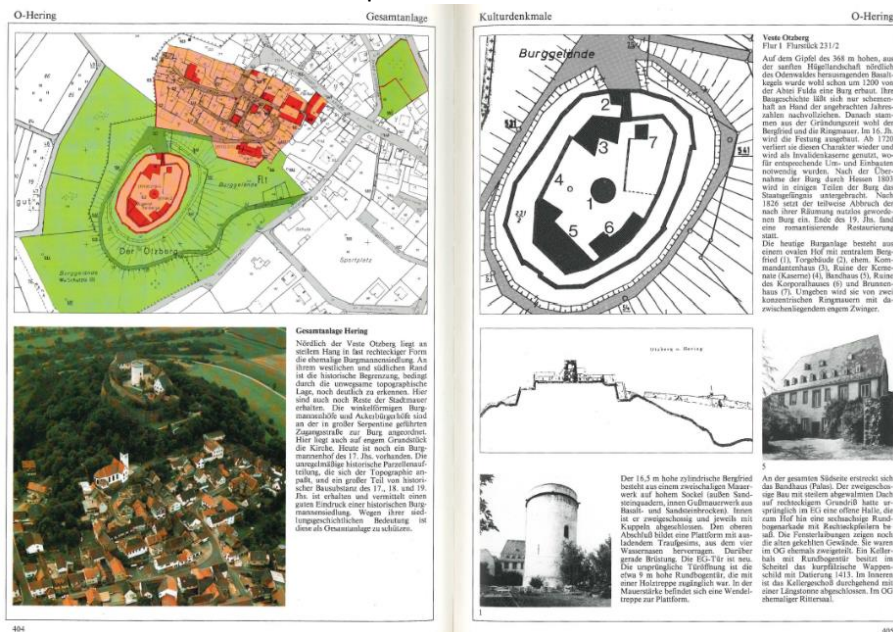 O-Hering
Gesamtanlage
Gesamtanlage Hering
Nördlich der Veste Otzberg liegt an
steilem Hang in fast rechteckiger Form
die ehemalige Burgmannensiedlung. An
ihrem westlichen und südlichen Rand
ist die historische Begrenzung, bedingt
durch die unwegsame topographische
Lage, noch deutlich zu erkennen. Hier
sind auch noch Reste der Stadtmauer
erhalten. Die winkelförmigen Burg-
mannenhöfe und Ackerbürgerhöfe sind
an der in großer Serpentine geführten
Zugangsstraße zur Burg angeordnet.
Hier liegt auch auf engem Grundstück
die Kirche. Heute ist noch ein Burg-
mannenhof des 17. Jhs. vorhanden. Die
unregelmäßige historische Parzellenauf-
teilung, die sich der Topographie an-
paßt, und ein großer Teil von histori-
scher Bausubstanz des 17., 18. und 19.
Jhs. ist erhalten und vermittelt einen
guten Eindruck einer historischen Burg-
mannensiedlung. Wegen ihrer sied-
lungsgeschichtlichen Bedeutung ist
diese als Gesamtanlage zu schützen.
Der Otzberg
Burggelände
Sportplatz
404
Kulturdenkmale
O-Hering
Burggelände
2
3
7
4
1
5
6
Veste Otzberg
Flur 1 Flurstück 231/2
Auf dem Gipfel des 368 m hohen, aus
der sanften Hügellandschaft nördlich
des Odenwaldes herausragenden Basalt-
kegels wurde wohl schon um 1200 von
der Abtei Fulda eine Burg erbaut. Ihre
Baugeschichte läßt sich nur schemen-
haft an Hand der angebrachten Jahres-
zahlen nachvollziehen. Danach stam-
men aus der Gründungszeit wohl der
Bergfried und die Ringmauer. Im 16. Jh.
wird die Festung ausgebaut. Ab 1720
verliert sie diesen Charakter wieder und
wird als Invalidenkaserne genutzt, wo-
für entsprechende Um- und Einbauten
notwendig wurden. Nach der Über-
nahme der Burg durch Hessen 1803
wird in einigen Teilen der Burg das
Staatsgefängnis untergebracht. Nach
1826 setzt der teilweise Abbruch der
nach ihrer Räumung nutzlos geworde-
nen Burg ein. Ende des 19. Jhs. fand
eine romantisierende Restaurierung
statt.
Die heutige Burganlage besteht aus
einem ovalen Hof mit zentralem Berg-
fried (1), Torgebäude (2), ehem. Kom-
mandantenhaus (3), Ruine der Keme-
nate (Kaserne) (4), Bandhaus (5), Ruine
des Korporalhauses (6) und Brunnen-
haus (7). Umgeben wird sie von zwei
konzentrischen Ringmauern mit da-
zwischenliegendem engem Zwinger.
Otzberg u. Hering
Der 16,5 m hohe zylindrische Bergfried
besteht aus einem zweischaligen Mauer-
werk auf hohem Sockel (außen Sand-
steinquadern, innen Gußmauerwerk aus
Basalt- und Sandsteinbrocken). Innen
ist er zweigeschossig und jeweils mit
Kuppeln abgeschlossen. Den oberen
Abschluß bildet eine Plattform mit aus-
ladendem Traufgesims, aus dem vier
Wassernasen hervorragen. Darüber
gerade Brüstung. Die EG-Tür ist neu.
Die ursprüngliche Türöffnung ist die
etwa 9 m hohe Rundbogentür, die mit
einer Holztreppe zugänglich war. In der
Mauerstärke befindet sich eine Wendel-
treppe zur Plattform.
1
5
An der gesamten Südseite erstreckt sich
das Bandhaus (Palas). Der zweigeschos-
sige Bau mit steilem abgewalmten Dach
auf rechteckigem Grundriß hatte ur-
sprünglich im EG eine offene Halle, die
zum Hof hin eine sechsachsige Rund-
bogenarkade mit Rechteckpfeilern be-
saß. Die Fensterlaibungen zeigen noch
die alten gekehlten Gewände. Sie waren
im OG ehemals zweigeteilt. Ein Keller-
hals mit Rundbogentür besitzt im
Scheitel das kurpfälzische Wappen-
schild mit Datierung 1413. Im Inneren
ist das Kellergeschoß durchgehend mit
einer Längstonne abgeschlossen. Im OG
ehemaliger Rittersaal.
405